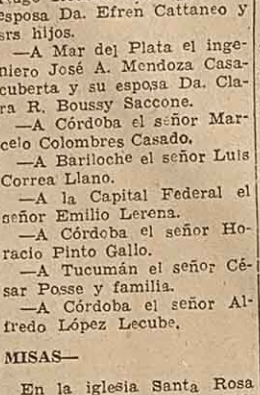 esposa Da. Efren Cattaneo y
srs hijos.
—A Mar del Plata el inge-
niero José A. Mendoza Casa-
cuberta y su esposa Da. Cla-
ra R. Boussy Saccone.
—A Córdoba el señor Mar-
celo Colombres Casado.
—A Bariloche el señor Luis
Correa Llano.
—A la Capital Federal el
señor Emilio Lerena.
—A Córdoba el señor Ho-
racio Pinto Gallo.
—A Tucumán el señor Cé-
sar Posse y familia.
—A Córdoba el señor Al-
fredo López Lecube.
MISAS—
En la iglesia Santa Rosa